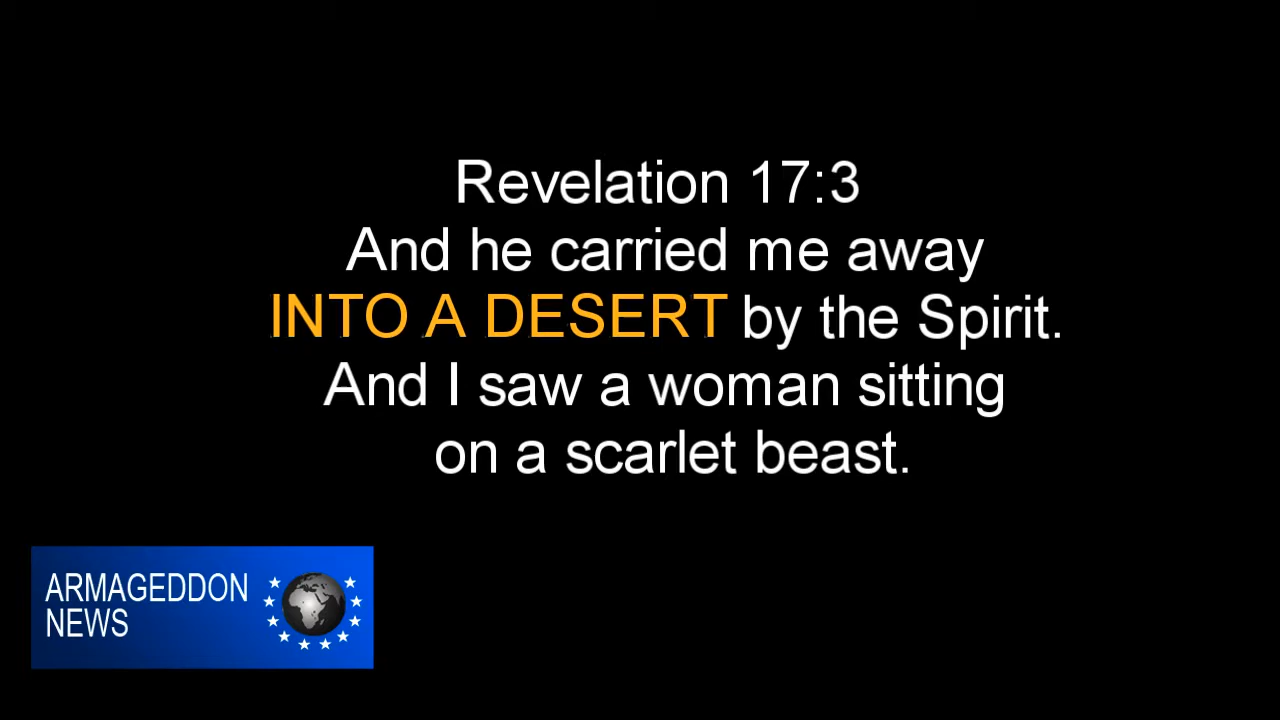 Revelation 17:3
And he carried me away
INTO A DESERT by the Spirit.
And I saw a woman sitting
on a scarlet beast.
ARMAGEDDON
NEWS